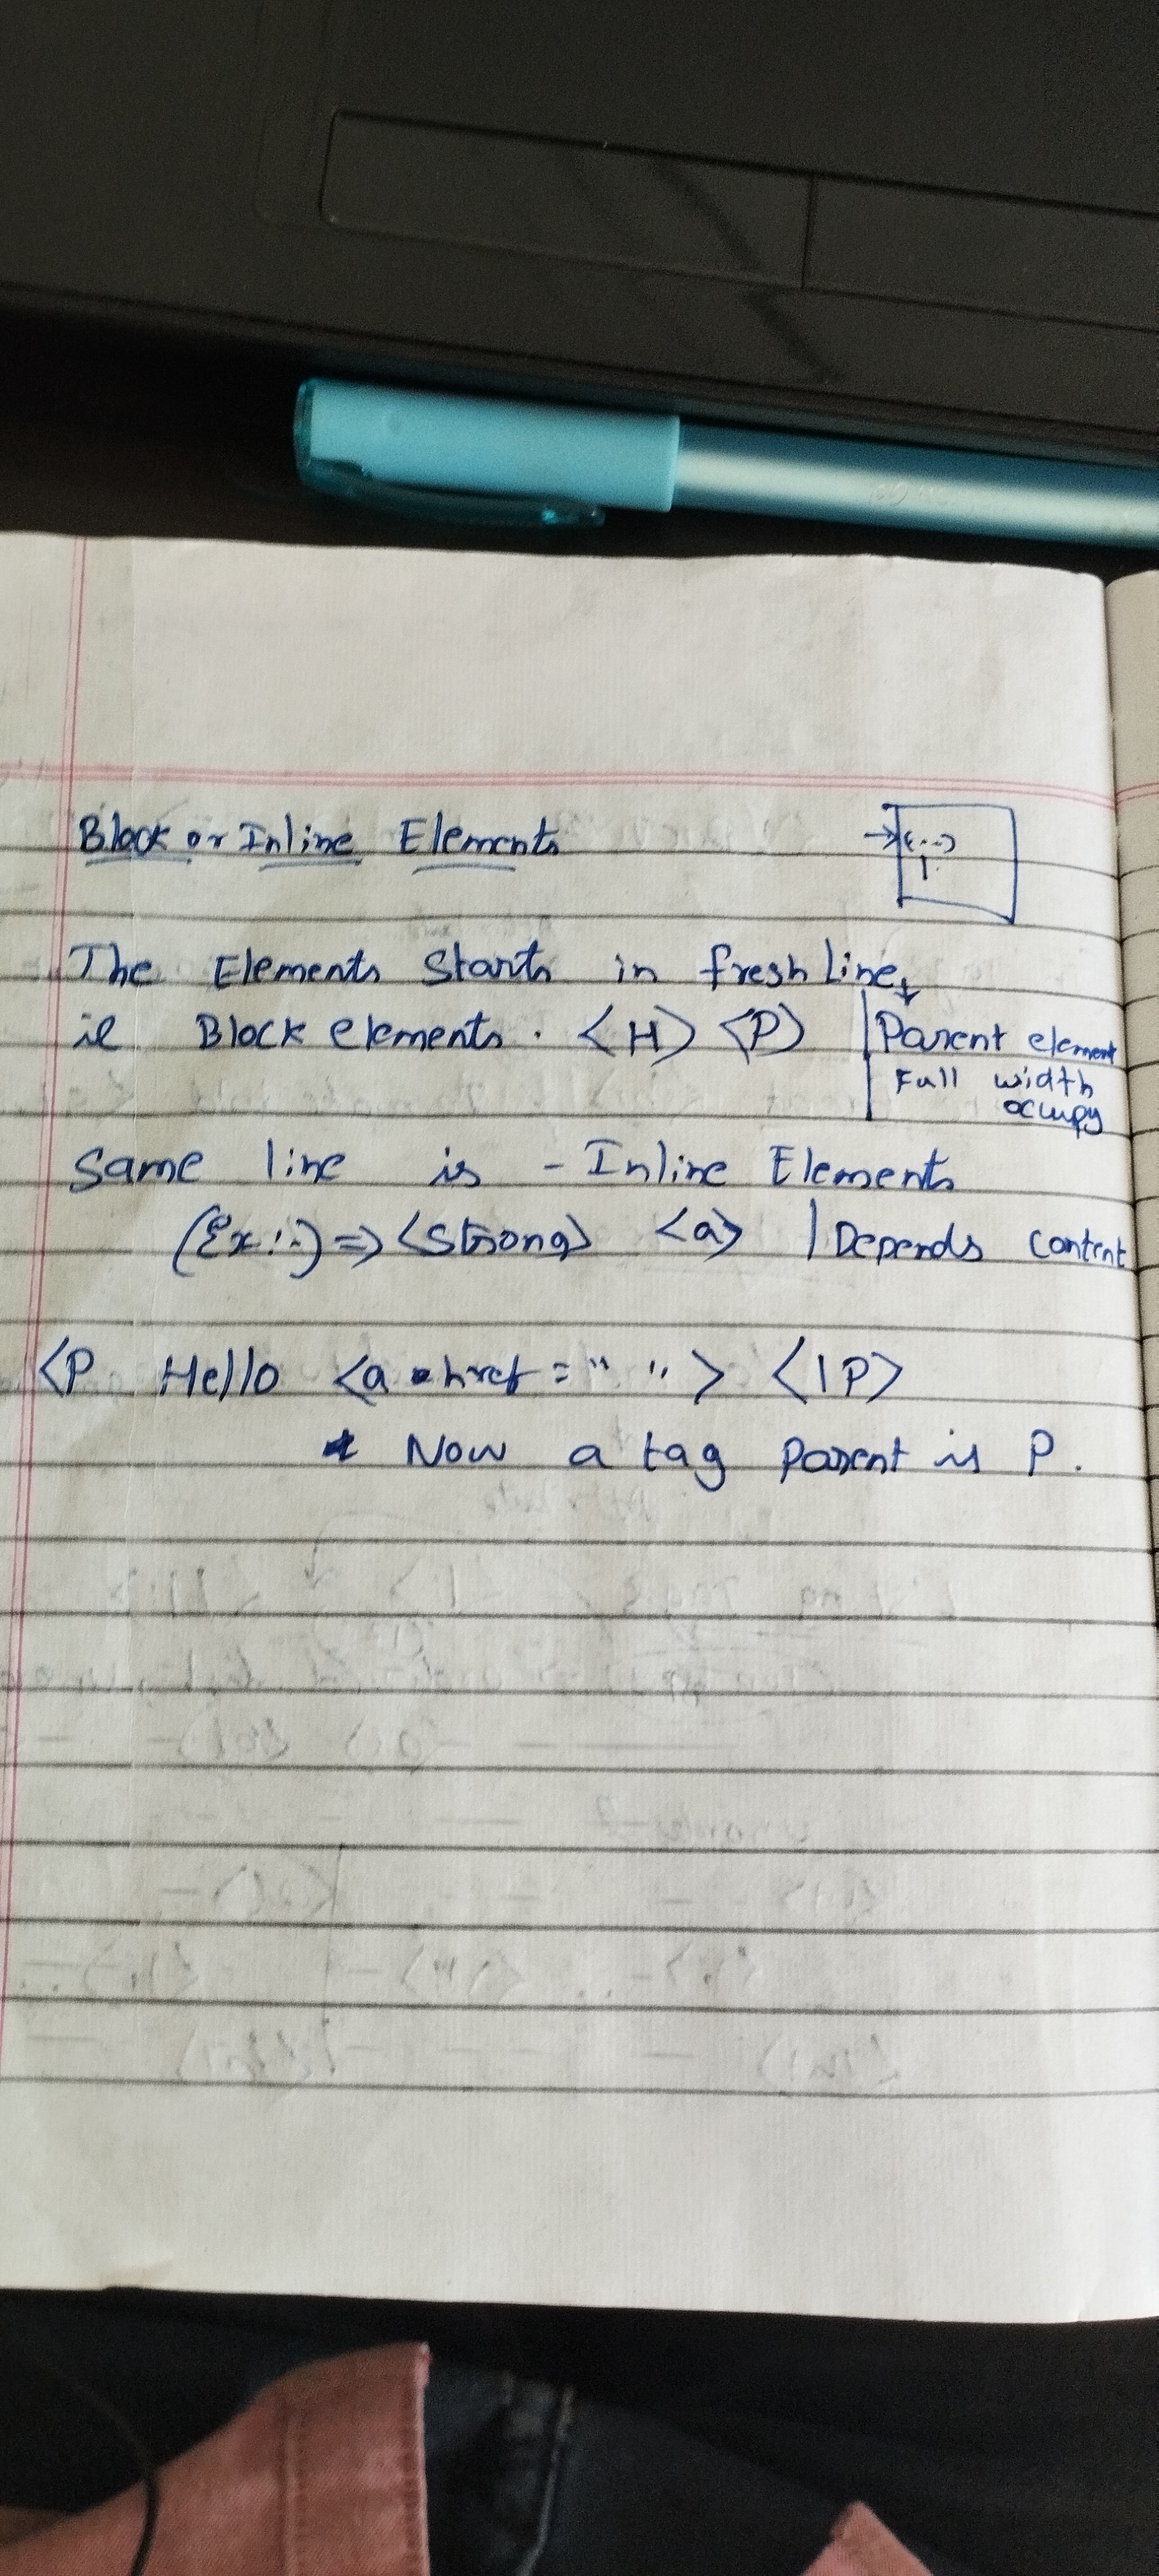 Block or Inline Elements
The Elements Starts in fresh line,
ie Block elements. <H> <P> | Parent element
Full width
ocupy
Same line is - Inline Elements
(Ex:-) => <Strong> <a> | Depends content
<P Hello <a href = " " > </P>
* Now a tag parent is P.